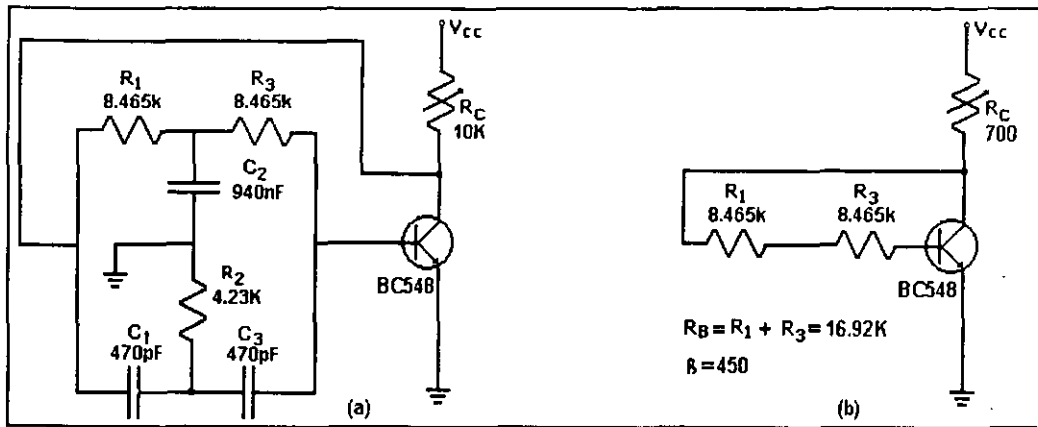 VCC
R1
8.465k
R3
8.465k
RC
10K
C2
940nF
R2
4.23K
BC548
C1
470pF
C3
470pF
(a)
VCC
RC
700
R1
8.465k
R3
8.465k
BC548
RB = R1 + R3 = 16.92K
ß = 450
(b)